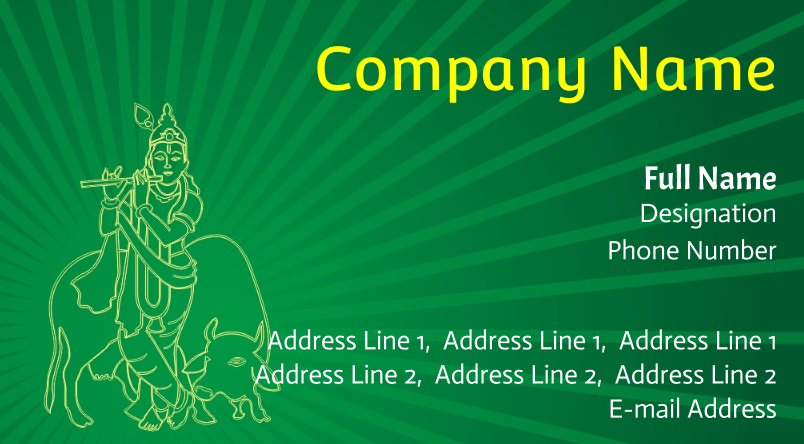 Company Name
Full Name
Designation
Phone Number
Address Line 1, Address Line 1, Address Line 1
Address Line 2, Address Line 2, Address Line 2
E-mail Address